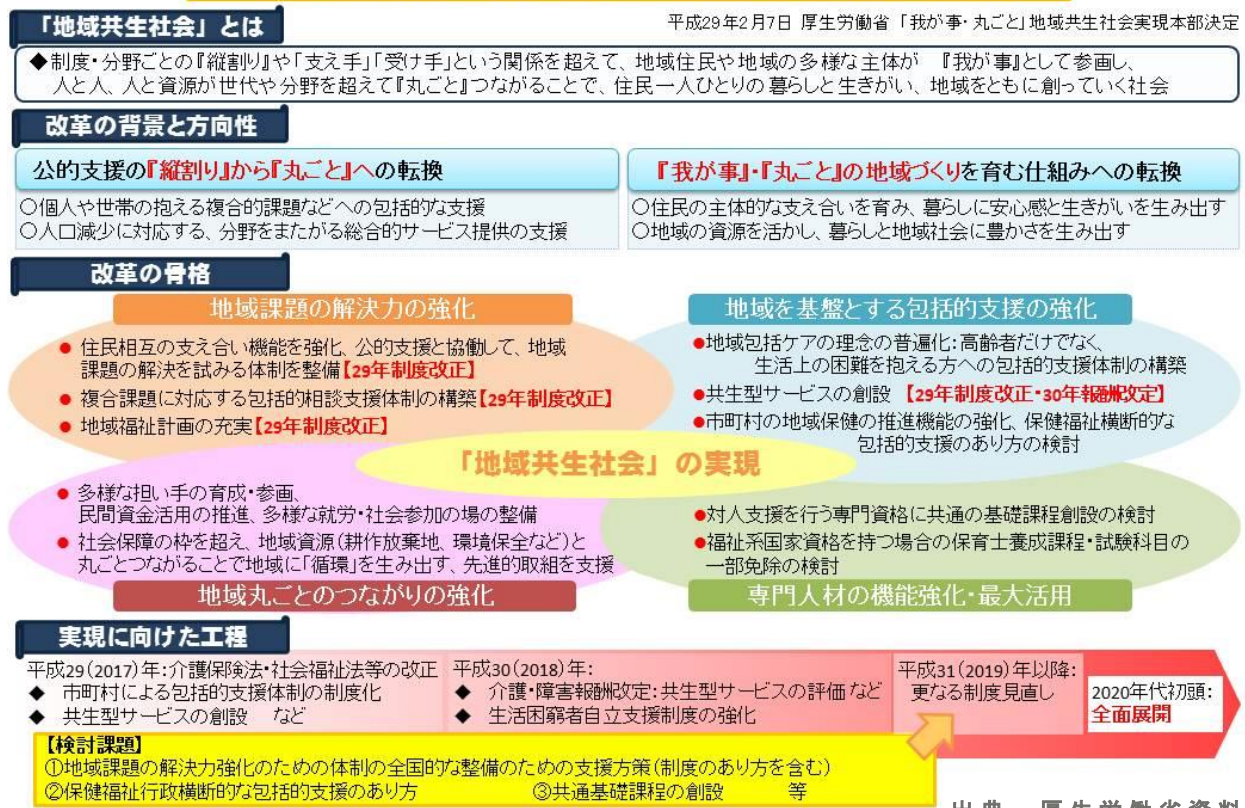 「地域共生社会」とは
平成29年2月7日 厚生労働省 「我が事・丸ごと」地域共生社会実現本部決定
◆制度・分野ごとの『縦割り』や「支え手」「受け手」という関係を超えて、地域住民や地域の多様な主体が 『我が事』として参画し、
人と人、人と資源が世代や分野を超えて『丸ごと』つながることで、住民一人ひとりの暮らしと生きがい、地域をともに創っていく社会
改革の背景と方向性
公的支援の『縦割り』から『丸ごと』への転換
○個人や世帯の抱える複合的課題などへの包括的な支援
○人口減少に対応する、分野をまたがる総合的サービス提供の支援
『我が事』・『丸ごと』の地域づくりを育む仕組みへの転換
○住民の主体的な支え合いを育み、暮らしに安心感と生きがいを生み出す
○地域の資源を活かし、暮らしと地域社会に豊かさを生み出す
改革の骨格
地域課題の解決力の強化
● 住民相互の支え合い機能を強化、公的支援と協働して、地域
課題の解決を試みる体制を整備【29年制度改正】
● 複合課題に対応する包括的相談支援体制の構築【29年制度改正】
● 地域福祉計画の充実【29年制度改正】
地域を基盤とする包括的支援の強化
●地域包括ケアの理念の普遍化：高齢者だけでなく、
生活上の困難を抱える方への包括的支援体制の構築
●共生型サービスの創設 【29年制度改正・30年報酬改定】
●市町村の地域保健の推進機能の強化、保健福祉横断的な
包括的支援のあり方の検討
「地域共生社会」の実現
● 多様な担い手の育成・参画、
民間資金活用の推進、多様な就労・社会参加の場の整備
● 社会保障の枠を超え、地域資源（耕作放棄地、環境保全など）と
丸ごとつながることで地域に「循環」を生み出す、先進的取組を支援
地域丸ごとのつながりの強化
●対人支援を行う専門資格に共通の基礎課程創設の検討
●福祉系国家資格を持つ場合の保育士養成課程・試験科目の
一部免除の検討
専門人材の機能強化・最大活用
実現に向けた工程
平成29（2017）年：介護保険法・社会福祉法等の改正
◆ 市町村による包括的支援体制の制度化
◆ 共生型サービスの創設 など
平成30（2018）年：
◆ 介護・障害報酬改定：共生型サービスの評価 など
◆ 生活困窮者自立支援制度の強化
平成31（2019）年以降：
更なる制度見直し
2020年代初頭：
全面展開
【検討課題】
①地域課題の解決力強化のための体制の全国的な整備のための支援方策（制度のあり方を含む）
②保健福祉行政横断的な包括的支援のあり方 ③共通基礎課程の創設 等
出典 厚生労働省資料